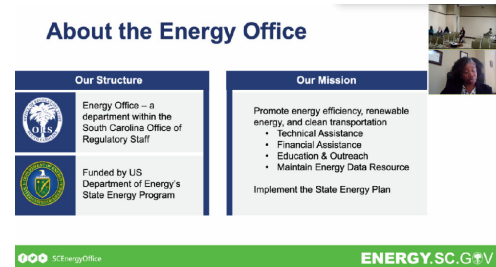 About the Energy Office
Our Structure
Energy Office – a
department within the
South Carolina Office of
Regulatory Staff
ORS
Funded by US
Department of Energy's
State Energy Program
Our Mission
Promote energy efficiency, renewable
energy, and clean transportation
• Technical Assistance
• Financial Assistance
• Education & Outreach
• Maintain Energy Data Resource
Implement the State Energy Plan
SCEnergyOffice
ENERGY.SC.GOV